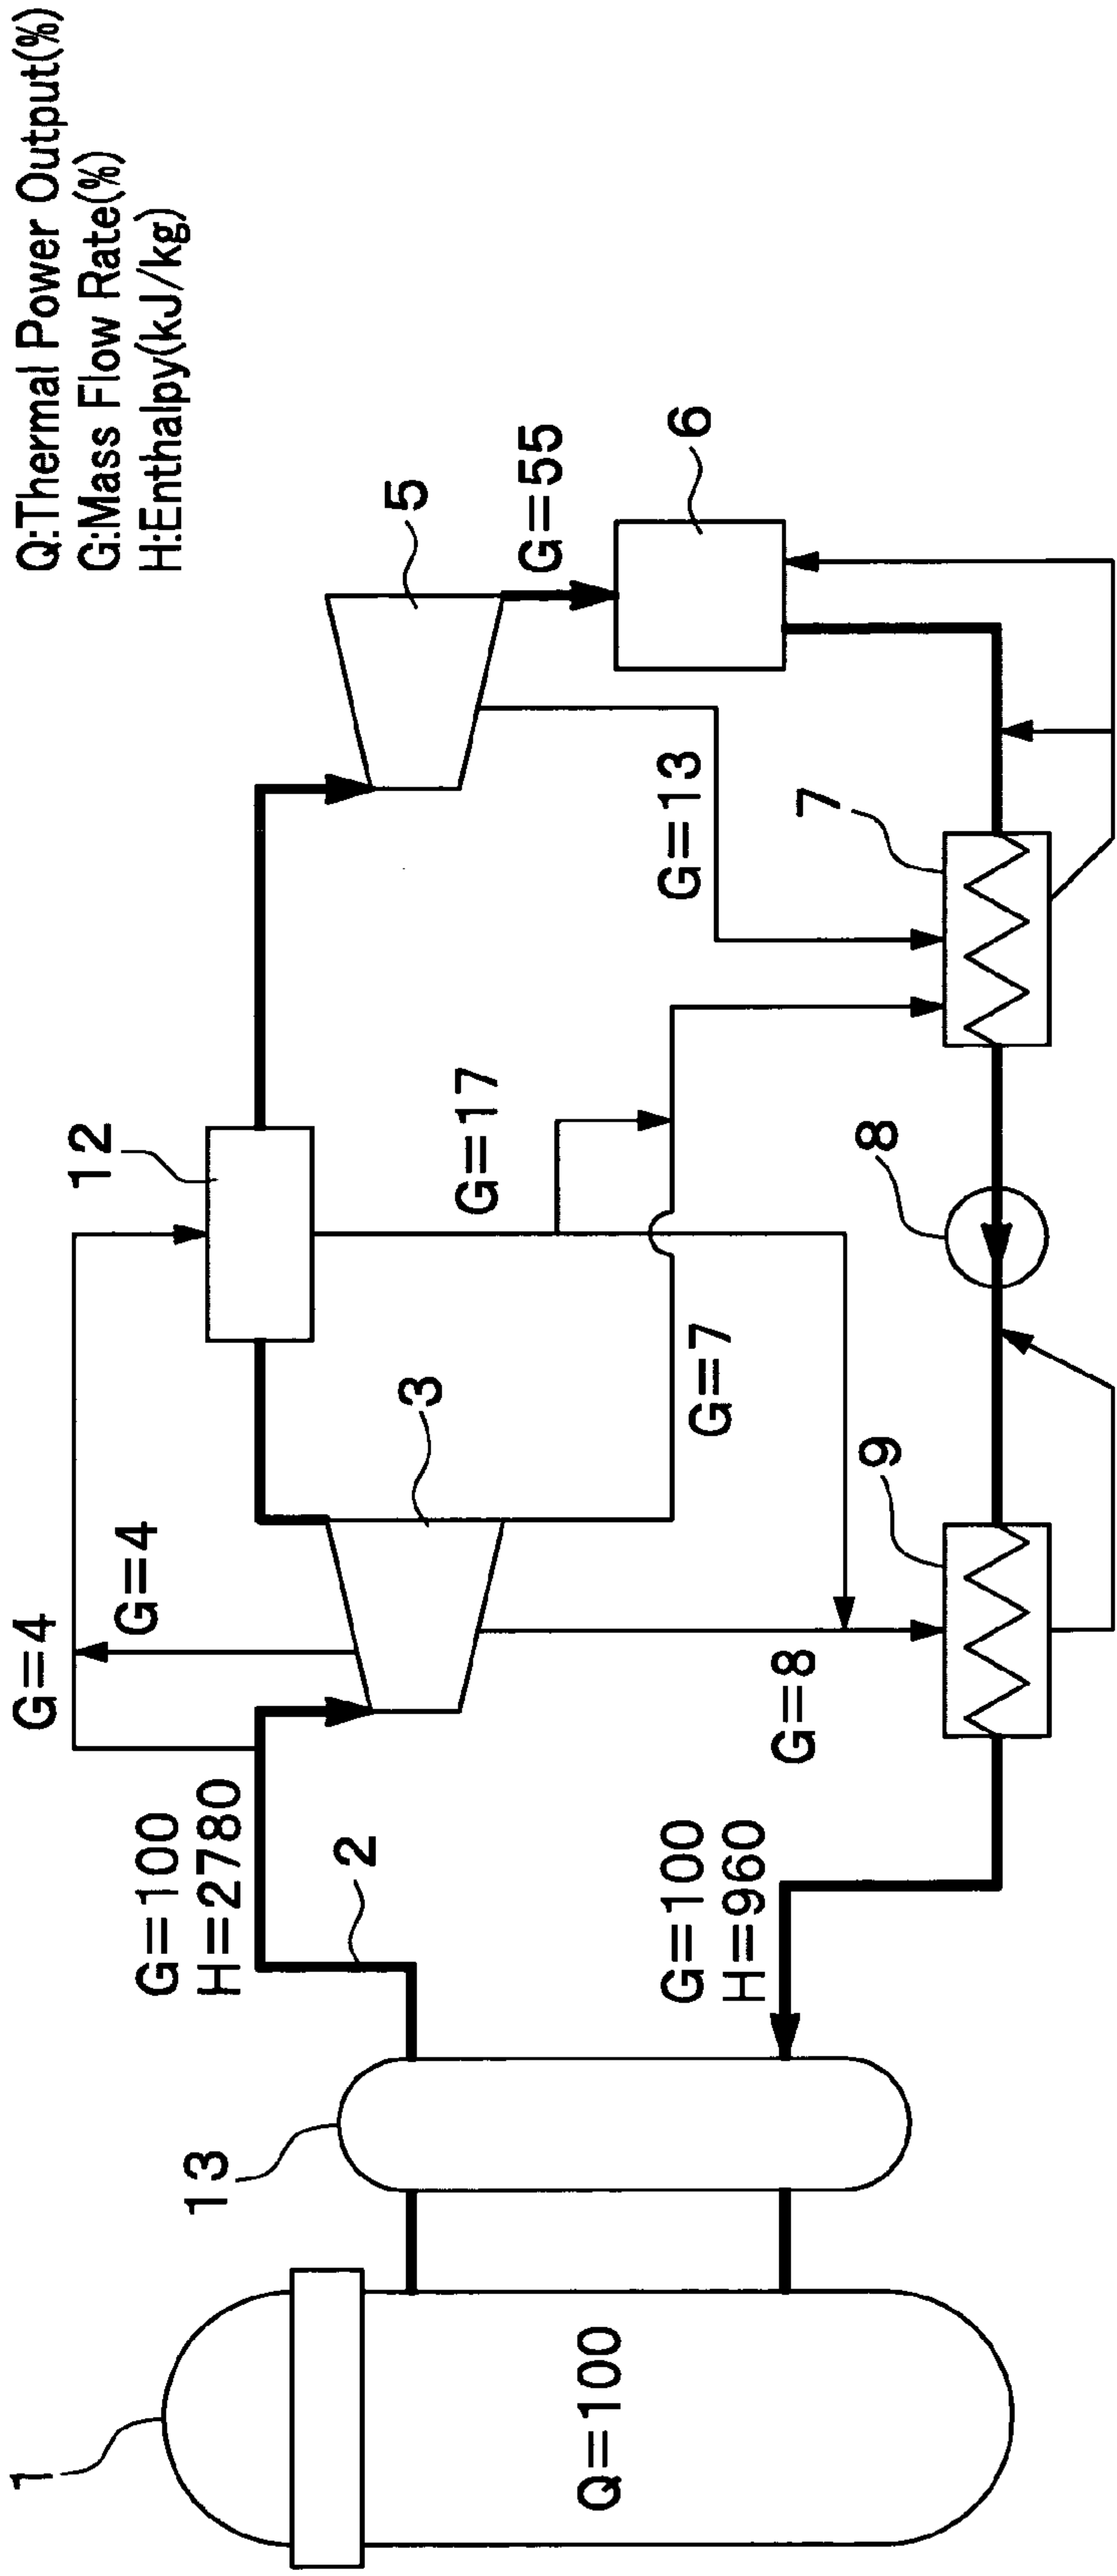 Q:Thermal Power Output(%)
G:Mass Flow Rate(%)
H:Enthalpy(kJ/kg)
1
Q=100
13
2
G=100
H=2780
G=100
H=960
G=4
G=4
3
12
5
G=55
6
G=17
G=13
G=7
G=8
7
8
9